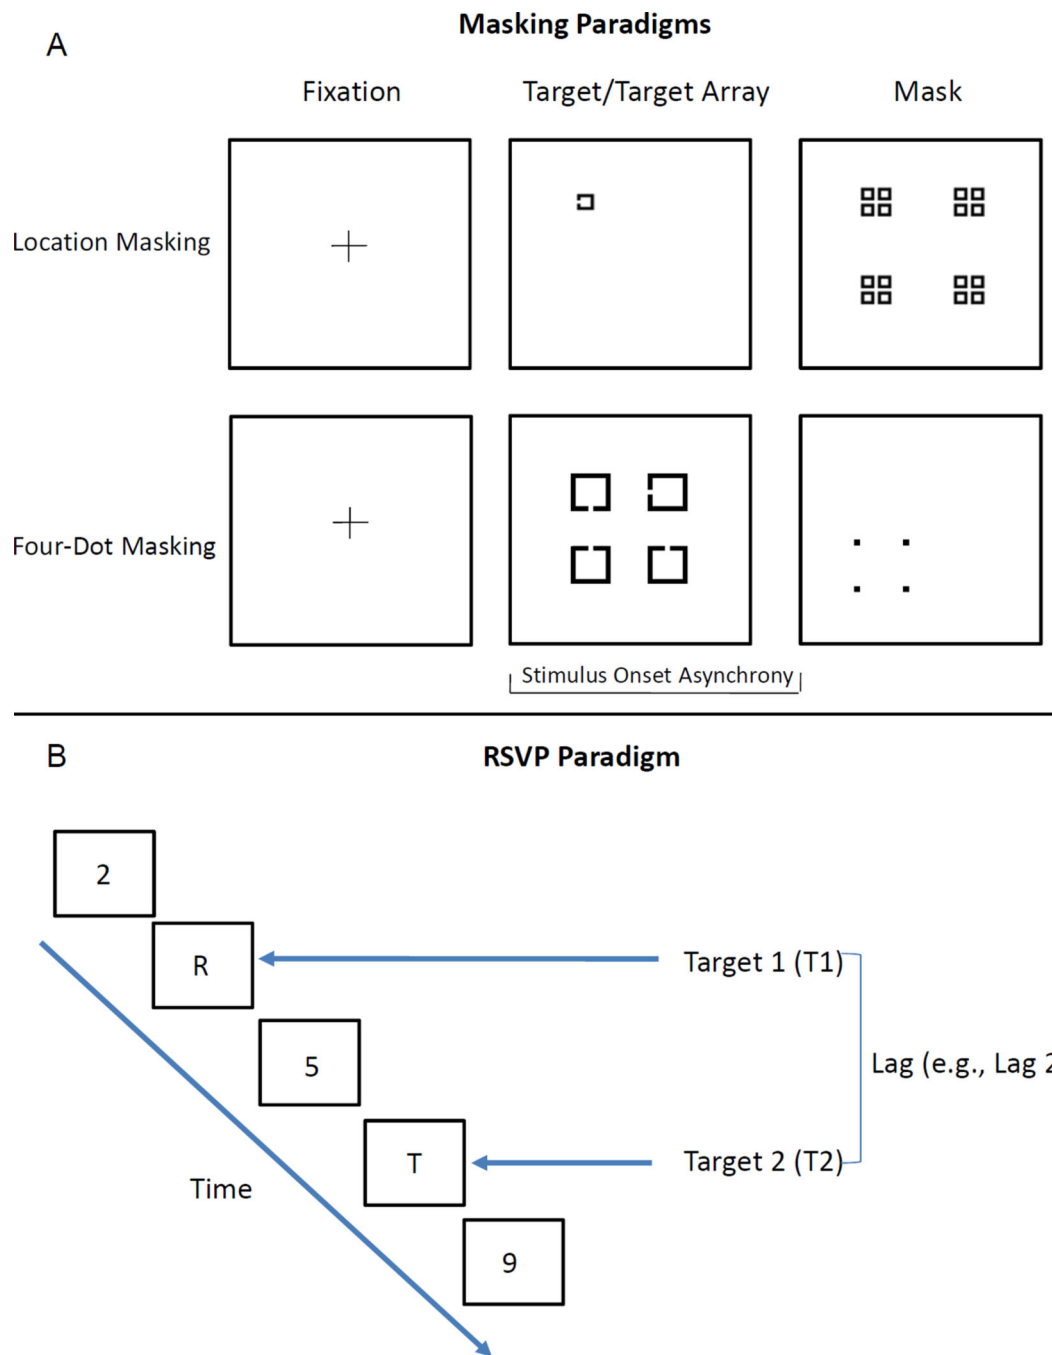 A
Masking Paradigms
Fixation Target/Target Array Mask
Location Masking
Four-Dot Masking
Stimulus Onset Asynchrony
B
RSVP Paradigm
2
R
Target 1 (T1)
5
Lag (e.g., Lag 2
T
Target 2 (T2)
Time
9